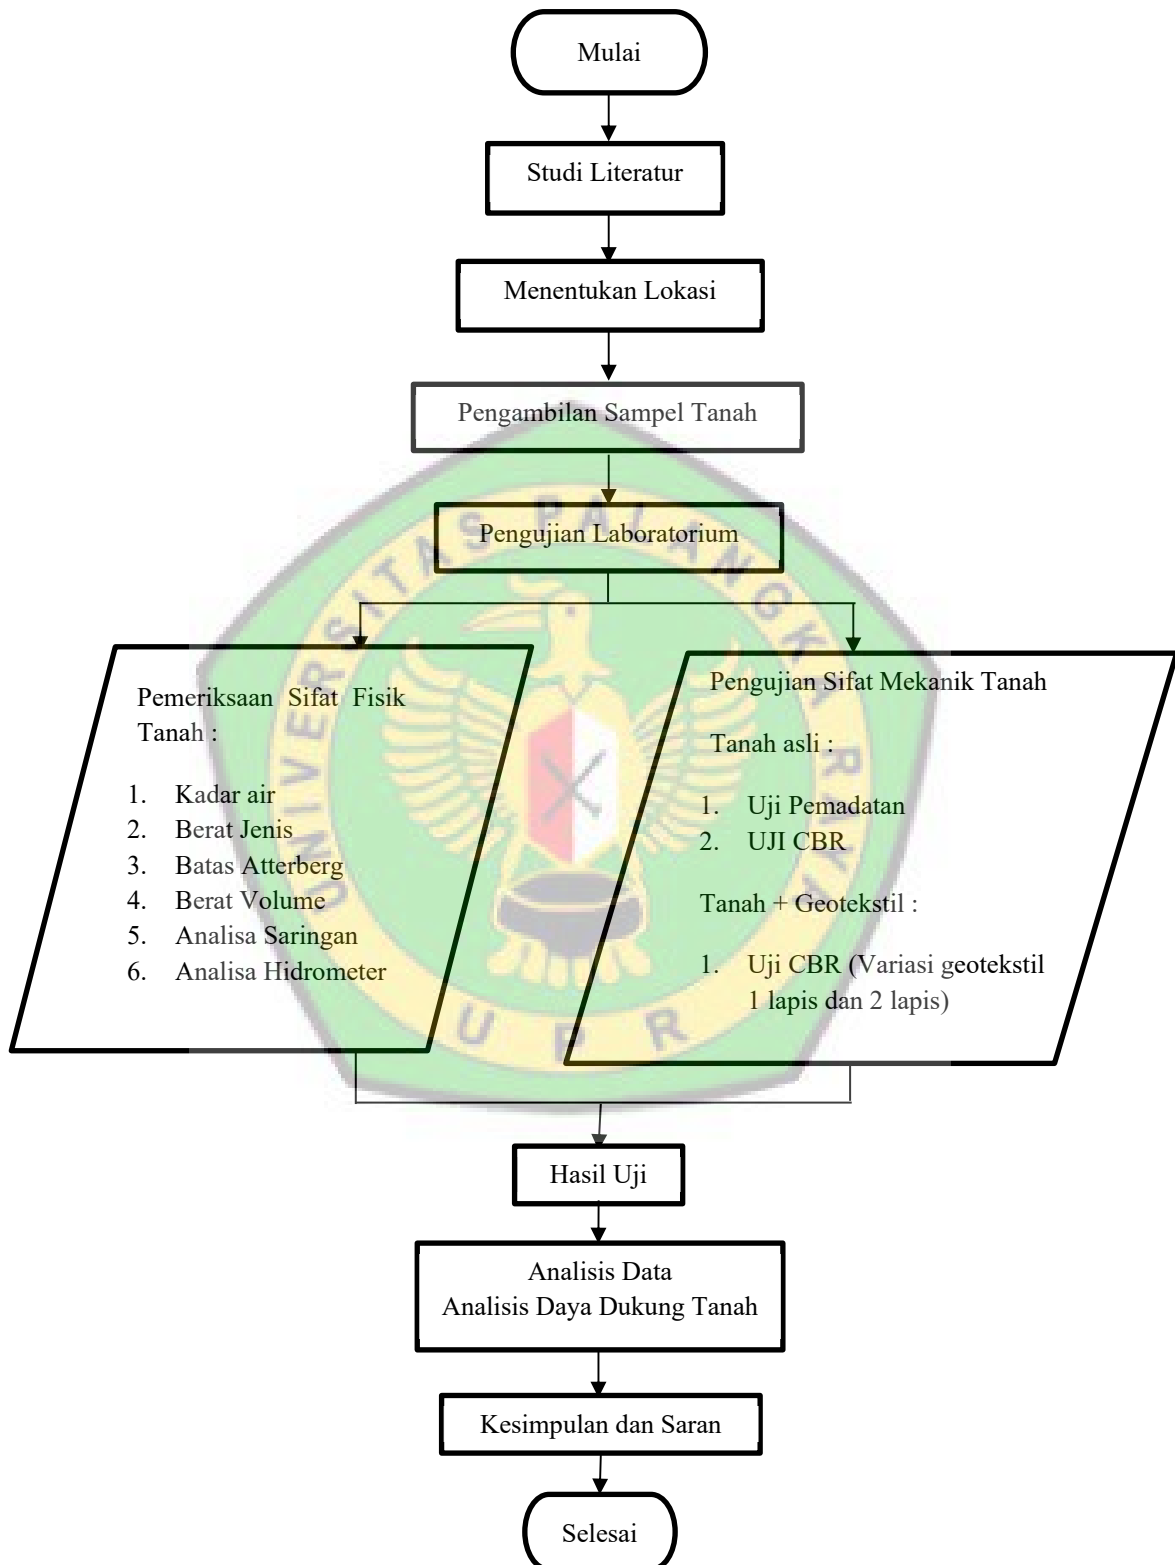 Mulai
Studi Literatur
Menentukan Lokasi
Pengambilan Sampel Tanah
Pengujian Laboratorium
UNIVERSITAS PALANGKA RAYA
Pemeriksaan Sifat Fisik
Tanah :
1. Kadar air
2. Berat Jenis
3. Batas Atterberg
4. Berat Volume
5. Analisa Saringan
6. Analisa Hidrometer
Pengujian Sifat Mekanik Tanah
Tanah asli :
1. Uji Pemadatan
2. UJI CBR
Tanah + Geotekstil :
1. Uji CBR (Variasi geotekstil
1 lapis dan 2 lapis)
U P R
Hasil Uji
Analisis Data
Analisis Daya Dukung Tanah
Kesimpulan dan Saran
Selesai